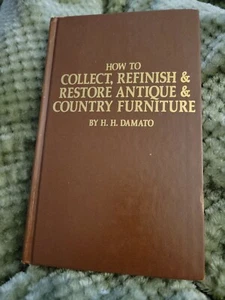 HOW TO
COLLECT, REFINISH &
RESTORE ANTIQUE &
COUNTRY FURNITURE
BY H. H. DAMATO